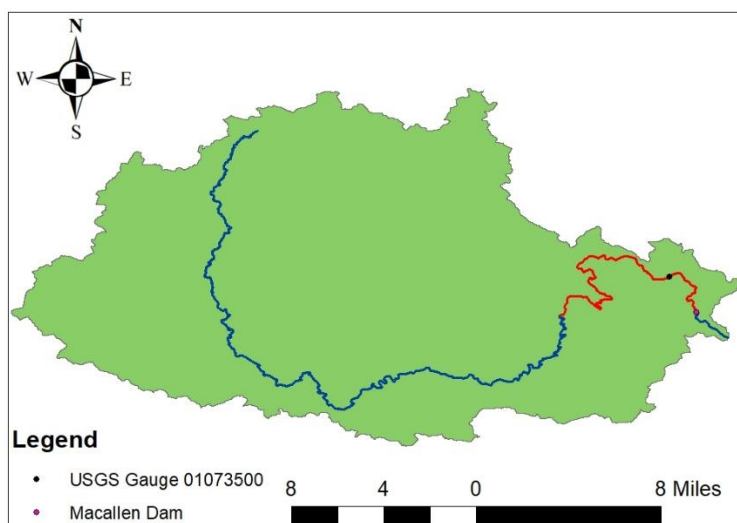 N
W E
S
Legend
USGS Gauge 01073500
Macallen Dam
8 4 0 8 Miles